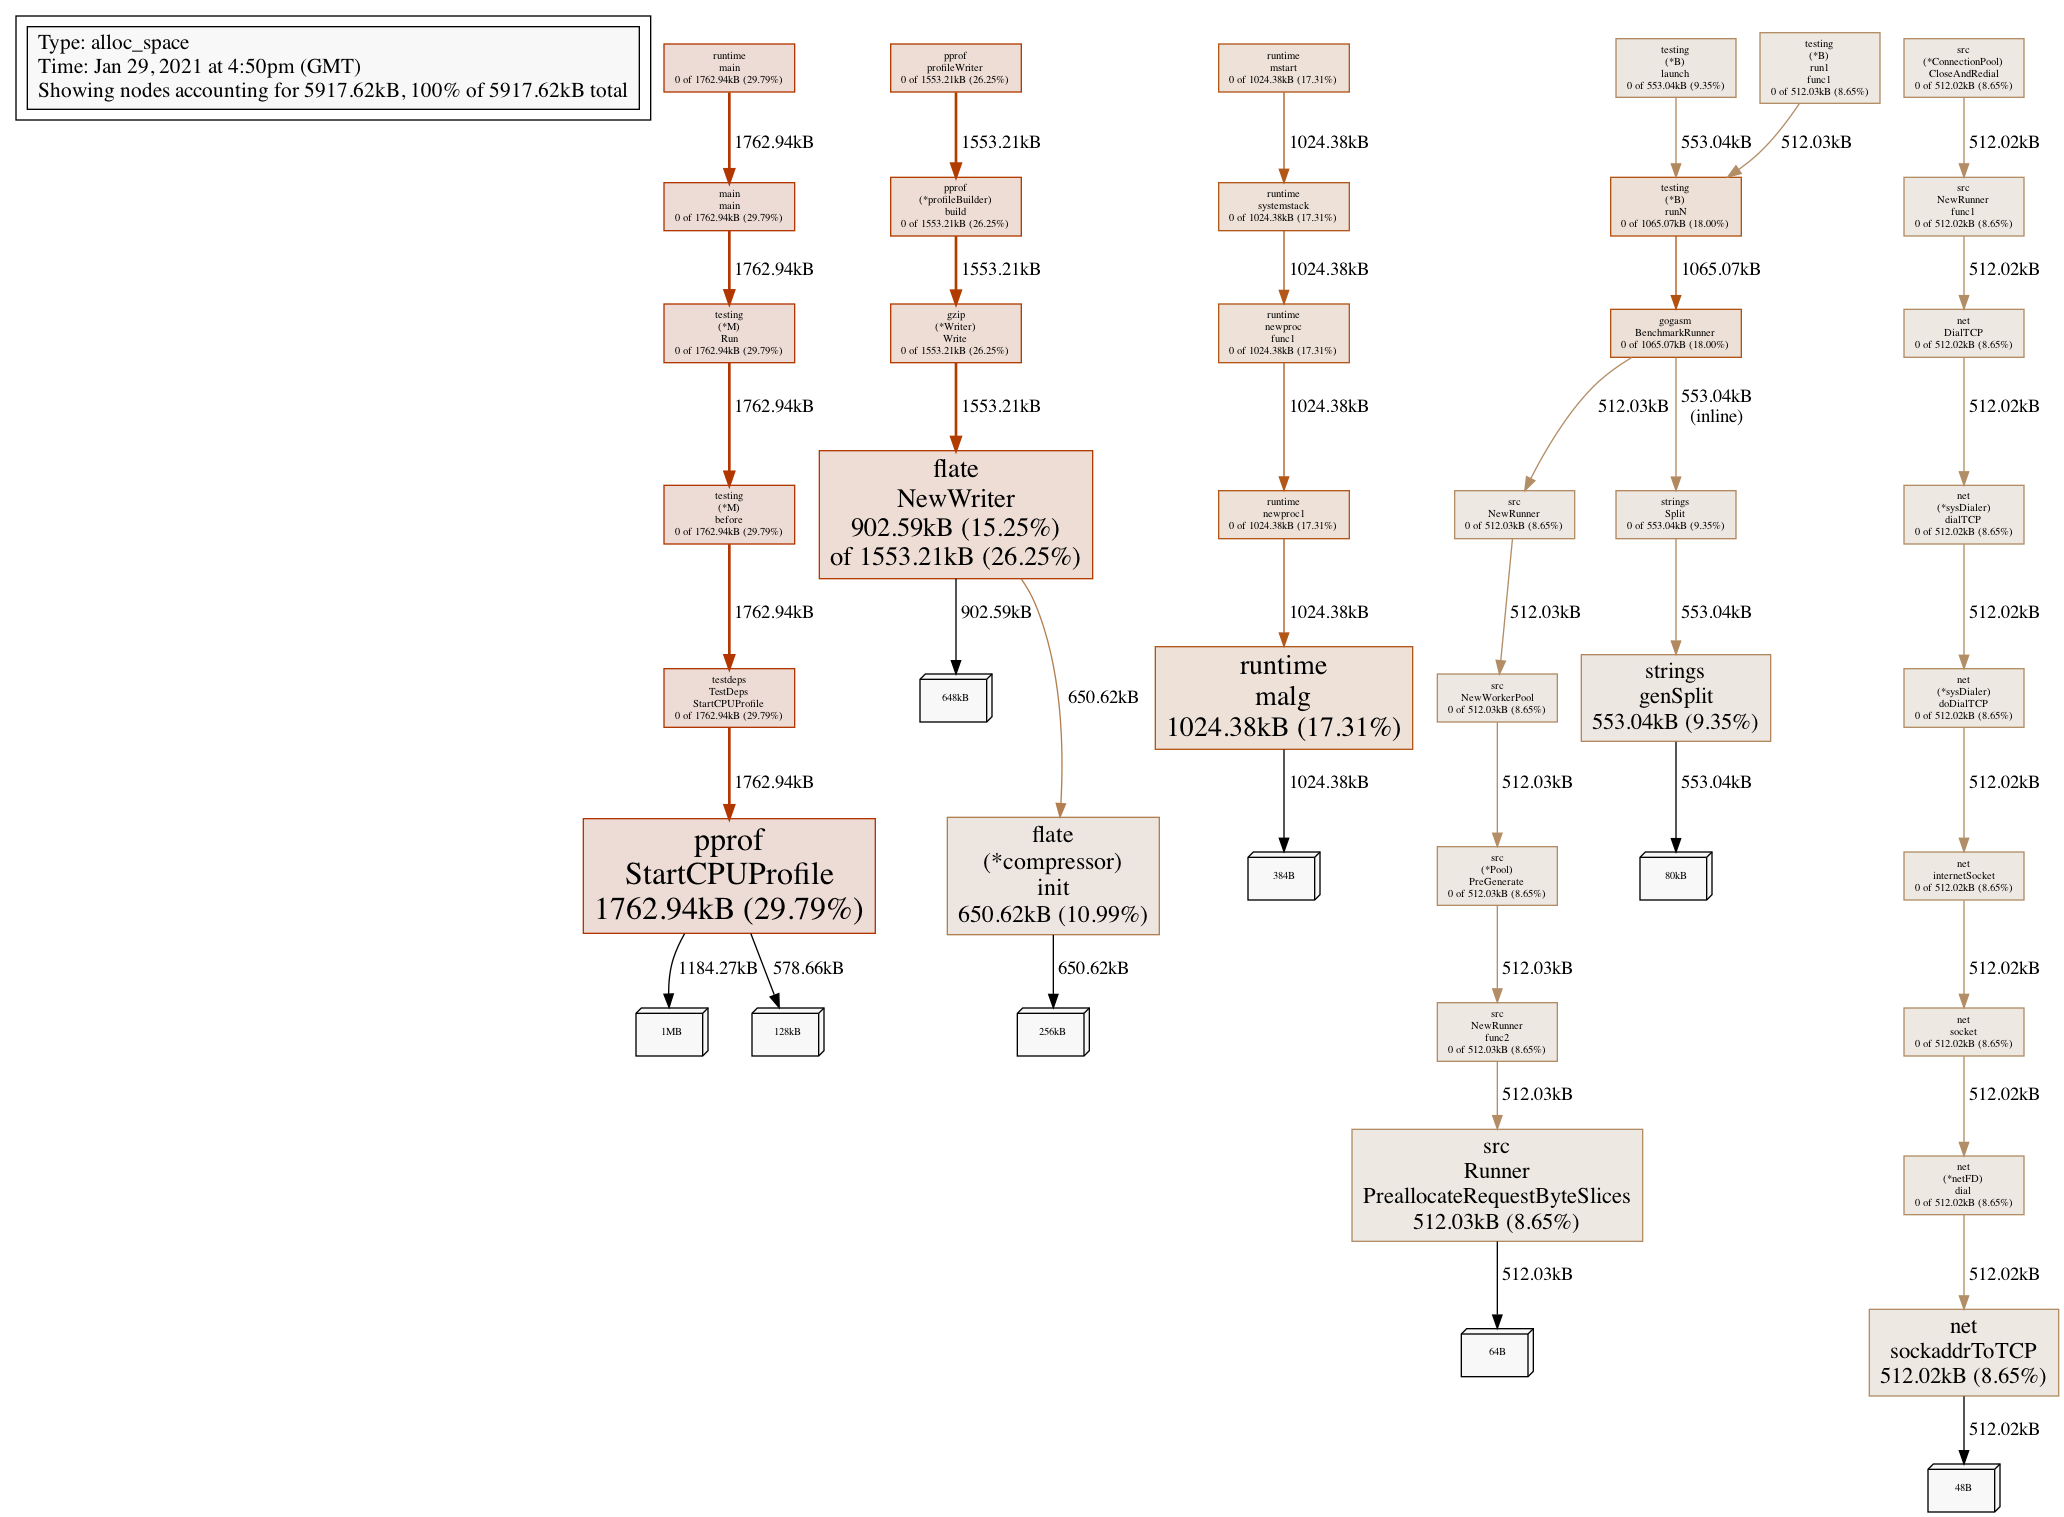 Type: alloc_space
Time: Jan 29, 2021 at 4:50pm (GMT)
Showing nodes accounting for 5917.62kB, 100% of 5917.62kB total
runtime
main
0 of 1762.94kB (29.79%)
1762.94kB
main
main
0 of 1762.94kB (29.79%)
1762.94kB
testing
(*M)
Run
0 of 1762.94kB (29.79%)
1762.94kB
testing
(*M)
before
0 of 1762.94kB (29.79%)
1762.94kB
testdeps
TestDeps
StartCPUProfile
0 of 1762.94kB (29.79%)
1762.94kB
pprof
StartCPUProfile
1762.94kB (29.79%)
1184.27kB
578.66kB
1MB
128kB
pprof
profileWriter
0 of 1553.21kB (26.25%)
1553.21kB
pprof
(*profileBuilder)
build
0 of 1553.21kB (26.25%)
1553.21kB
gzip
(*Writer)
Write
0 of 1553.21kB (26.25%)
1553.21kB
flate
NewWriter
902.59kB (15.25%)
of 1553.21kB (26.25%)
902.59kB
648kB
650.62kB
flate
(*compressor)
init
650.62kB (10.99%)
650.62kB
256kB
runtime
mstart
0 of 1024.38kB (17.31%)
1024.38kB
runtime
systemstack
0 of 1024.38kB (17.31%)
1024.38kB
runtime
newproc
func1
0 of 1024.38kB (17.31%)
1024.38kB
runtime
newproc1
0 of 1024.38kB (17.31%)
1024.38kB
runtime
malg
1024.38kB (17.31%)
1024.38kB
384B
testing
(*B)
launch
0 of 553.04kB (9.35%)
553.04kB
testing
(*B)
run1
func1
0 of 512.03kB (8.65%)
512.03kB
testing
(*B)
runN
0 of 1065.07kB (18.00%)
1065.07kB
gogasm
BenchmarkRunner
0 of 1065.07kB (18.00%)
512.03kB
553.04kB
(inline)
src
NewRunner
0 of 512.03kB (8.65%)
512.03kB
src
NewWorkerPool
0 of 512.03kB (8.65%)
512.03kB
src
(*Pool)
PreGenerate
0 of 512.03kB (8.65%)
512.03kB
src
NewRunner
func2
0 of 512.03kB (8.65%)
512.03kB
src
Runner
PreallocateRequestByteSlices
512.03kB (8.65%)
512.03kB
64B
strings
Split
0 of 553.04kB (9.35%)
553.04kB
strings
genSplit
553.04kB (9.35%)
553.04kB
80kB
src
(*ConnectionPool)
CloseAndRedial
0 of 512.02kB (8.65%)
512.02kB
src
NewRunner
func1
0 of 512.02kB (8.65%)
512.02kB
net
DialTCP
0 of 512.02kB (8.65%)
512.02kB
net
(*sysDialer)
dialTCP
0 of 512.02kB (8.65%)
512.02kB
net
(*sysDialer)
doDialTCP
0 of 512.02kB (8.65%)
512.02kB
net
internetSocket
0 of 512.02kB (8.65%)
512.02kB
net
socket
0 of 512.02kB (8.65%)
512.02kB
net
(*netFD)
dial
0 of 512.02kB (8.65%)
512.02kB
net
sockaddrToTCP
512.02kB (8.65%)
512.02kB
48B